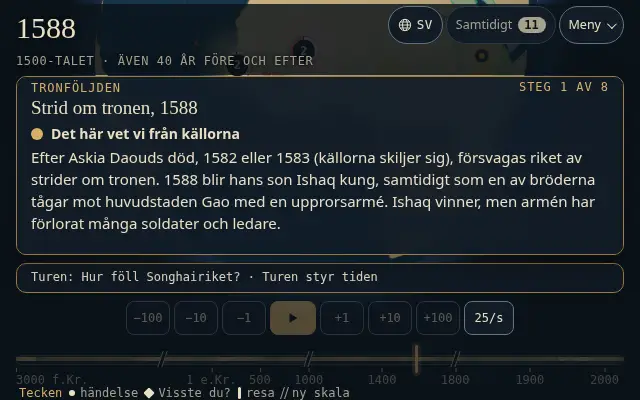 1588
SV
Samtidigt 11
Meny
1500-TALET · ÄVEN 40 ÅR FÖRE OCH EFTER
2
2
TRONFÖLJDEN
STEG 1 AV 8
Strid om tronen, 1588
Det här vet vi från källorna
Efter Askia Daouds död, 1582 eller 1583 (källorna skiljer sig), försvagas riket av
strider om tronen. 1588 blir hans son Ishaq kung, samtidigt som en av bröderna
tågar mot huvudstaden Gao med en upprorsarmé. Ishaq vinner, men armén har
förlorat många soldater och ledare.
Turen: Hur föll Songhairiket? · Turen styr tiden
−100 −10 −1 +1 +10 +100 25/s
3000 f.Kr. 1 e.Kr. 500 1000 1400 1800 1900 2000
Tecken händelse Visste du? resa // ny skala